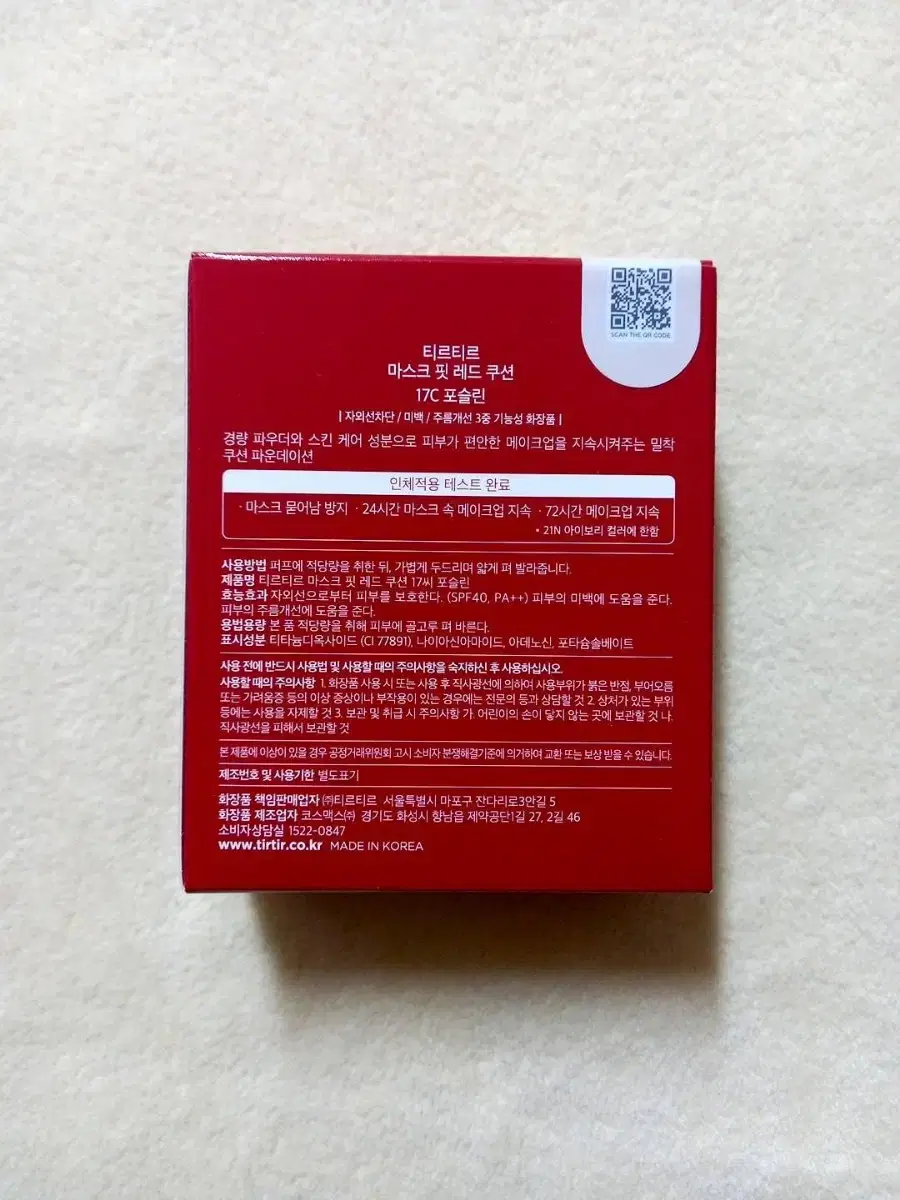 SCAN THE QR CODE
티르티르
마스크 핏 레드 쿠션
17C 포슬린
| 자외선차단 / 미백 / 주름개선 3중 기능성 화장품 |
경량 파우더와 스킨 케어 성분으로 피부가 편안한 메이크업을 지속시켜주는 밀착
쿠션 파운데이션
인체적용 테스트 완료
· 마스크 묻어남 방지 · 24시간 마스크 속 메이크업 지속 · 72시간 메이크업 지속
• 21N 아이보리 컬러에 한함
사용방법 퍼프에 적당량을 취한 뒤, 가볍게 두드리며 얇게 펴 발라줍니다.
제품명 티르티르 마스크 핏 레드 쿠션 17씨 포슬린
효능효과 자외선으로부터 피부를 보호한다. (SPF40, PA++) 피부의 미백에 도움을 준다.
피부의 주름개선에 도움을 준다.
용법용량 본 품 적당량을 취해 피부에 골고루 펴 바른다.
표시성분 티타늄디옥사이드 (CI 77891), 나이아신아마이드, 아데노신, 포타슘솔베이트
사용 전에 반드시 사용법 및 사용할 때의 주의사항을 숙지하신 후 사용하십시오.
사용할 때의 주의사항 1. 화장품 사용 시 또는 사용 후 직사광선에 의하여 사용부위가 붉은 반점, 부어오름
또는 가려움증 등의 이상 증상이나 부작용이 있는 경우에는 전문의 등과 상담할 것 2. 상처가 있는 부위
등에는 사용을 자제할 것 3. 보관 및 취급 시 주의사항 가. 어린이의 손이 닿지 않는 곳에 보관할 것 나.
직사광선을 피해서 보관할 것
본 제품에 이상이 있을 경우 공정거래위원회 고시 소비자 분쟁해결기준에 의거하여 교환 또는 보상 받을 수 있습니다.
제조번호 및 사용기한 별도표기
화장품 책임판매업자 ㈜티르티르 서울특별시 마포구 잔다리로3안길 5
화장품 제조업자 코스맥스㈜ 경기도 화성시 향남읍 제약공단1길 27, 2길 46
소비자상담실 1522-0847
www.tirtir.co.kr MADE IN KOREA